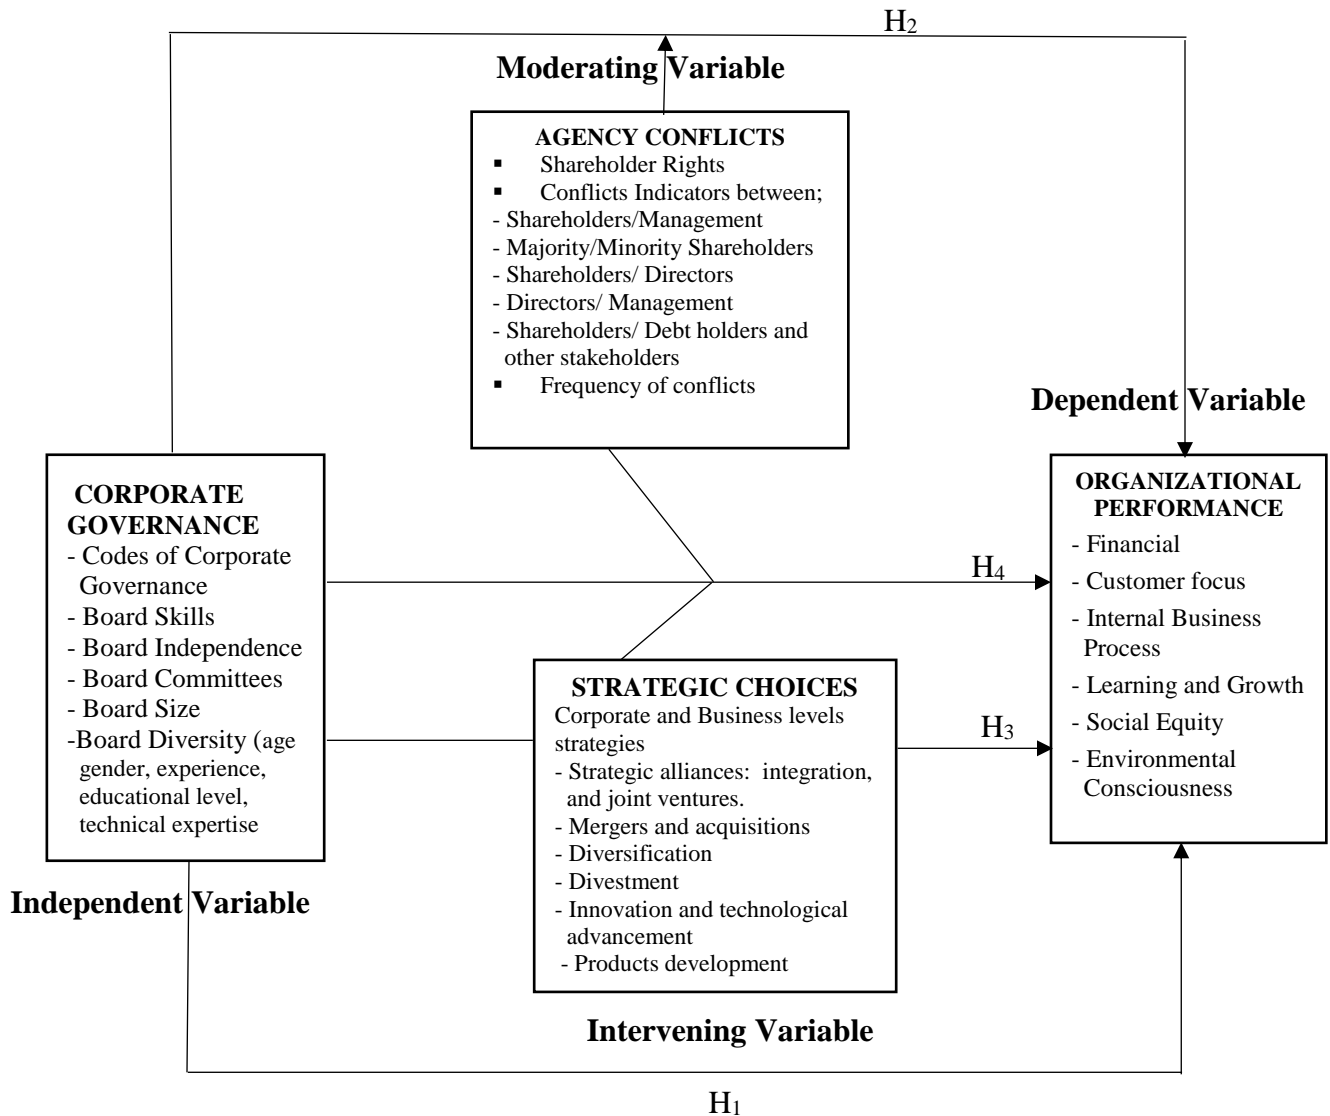 H2
Moderating Variable
AGENCY CONFLICTS
▪ Shareholder Rights
▪ Conflicts Indicators between;
- Shareholders/Management
- Majority/Minority Shareholders
- Shareholders/ Directors
- Directors/ Management
- Shareholders/ Debt holders and
other stakeholders
▪ Frequency of conflicts
Dependent Variable
CORPORATE
GOVERNANCE
- Codes of Corporate
Governance
- Board Skills
- Board Independence
- Board Committees
- Board Size
-Board Diversity (age
gender, experience,
educational level,
technical expertise
Independent Variable
H4
ORGANIZATIONAL
PERFORMANCE
- Financial
- Customer focus
- Internal Business
Process
- Learning and Growth
- Social Equity
- Environmental
Consciousness
STRATEGIC CHOICES
Corporate and Business levels
strategies
- Strategic alliances: integration,
and joint ventures.
- Mergers and acquisitions
- Diversification
- Divestment
- Innovation and technological
advancement
- Products development
H3
Intervening Variable
H1